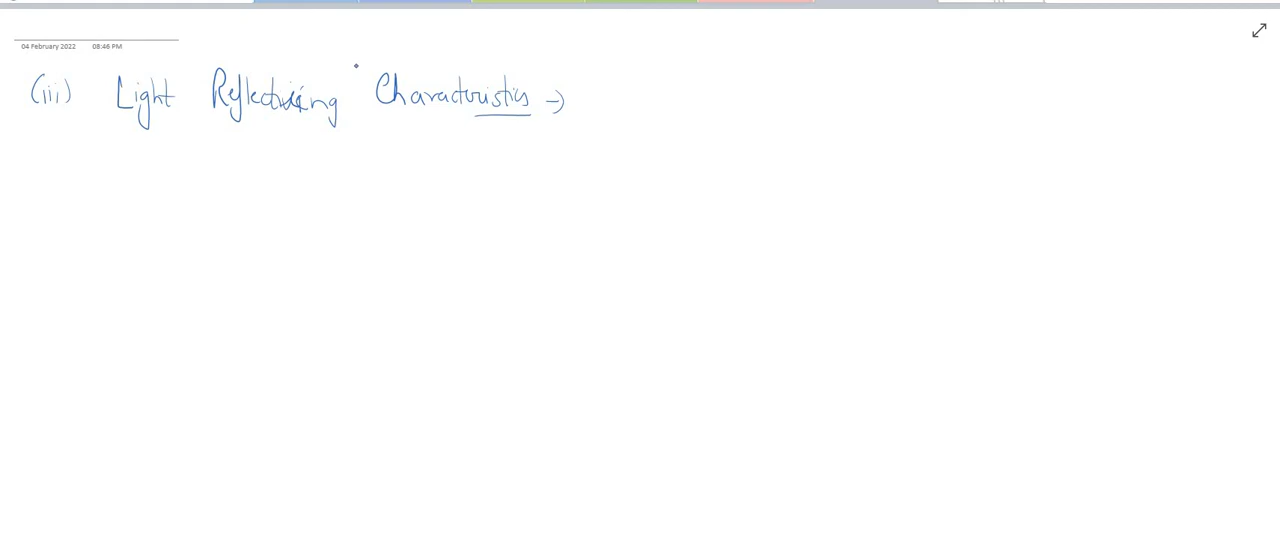 04 February 2022 08:46 PM
(iii) Light Reflecting Characteristics →